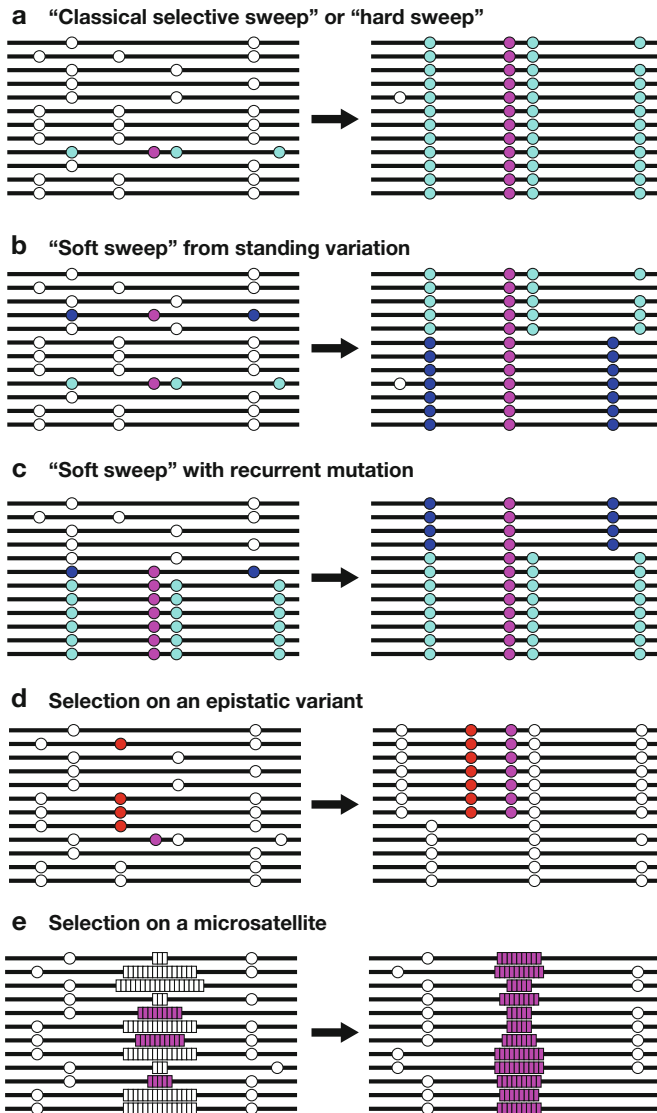 a “Classical selective sweep” or “hard sweep”
b “Soft sweep” from standing variation
c “Soft sweep” with recurrent mutation
d Selection on an epistatic variant
e Selection on a microsatellite